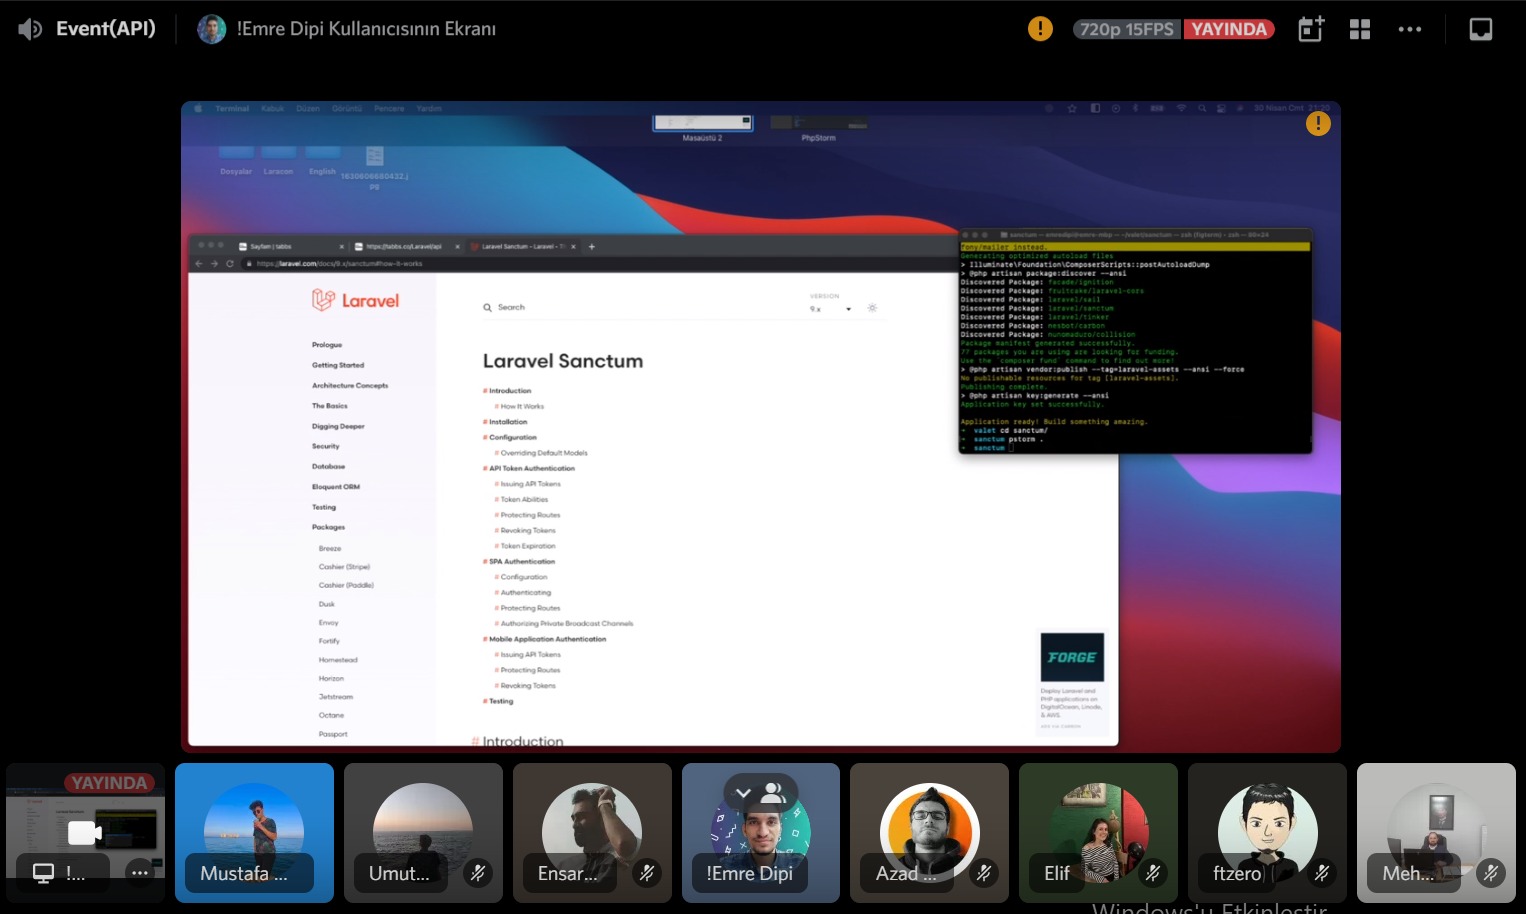 Event(API)
!Emre Dipi Kullanıcısının Ekranı
720p 15FPS
YAYINDA
Terminal Kabuk Düzen Görüntü Pencere Yardım
30 Nisan Cmt 21:30
Masaüstü 2
PhpStorm
Dosyalar
Laracon
English
1630606660432.j
pg
https://tabbs.co/Laravel/api
Laravel Sanctum - Laravel - T
https://laravel.com/docs/9.x/sanctum#how-it-works
Laravel
Search
VERSION
9.x
Prologue
Getting Started
Architecture Concepts
The Basics
Digging Deeper
Security
Database
Eloquent ORM
Testing
Packages
Breeze
Cashier (Stripe)
Cashier (Paddle)
Dusk
Envoy
Fortify
Homestead
Horizon
Jetstream
Octane
Passport
Laravel Sanctum
# Introduction
# How It Works
# Installation
# Configuration
# Overriding Default Models
# API Token Authentication
# Issuing API Tokens
# Token Abilities
# Protecting Routes
# Revoking Tokens
# Token Expiration
# SPA Authentication
# Configuration
# Authenticating
# Protecting Routes
# Authorizing Private Broadcast Channels
# Mobile Application Authentication
# Issuing API Tokens
# Protecting Routes
# Revoking Tokens
# Testing
# Introduction
FORGE
Deploy Laravel and
PHP applications on
DigitalOcean, Linode,
& AWS.
ADS VIA CARBON
fony/mailer instead.
Generating optimized autoload files
> Illuminate\Foundation\ComposerScripts::postAutoloadDump
> @php artisan package:discover --ansi
Discovered Package: facade/ignition
Discovered Package: fruitcake/laravel-cors
Discovered Package: laravel/sail
Discovered Package: laravel/sanctum
Discovered Package: laravel/tinker
Discovered Package: nesbot/carbon
Discovered Package: nunomaduro/collision
Package manifest generated successfully.
77 packages you are using are looking for funding.
Use the `composer fund` command to find out more!
> @php artisan vendor:publish --tag=laravel-assets --ansi --force
No publishable resources for tag [laravel-assets].
Publishing complete.
> @php artisan key:generate --ansi
Application key set successfully.
Application ready! Build something amazing.
valet cd sanctum/
sanctum pstorm .
sanctum
YAYINDA
!...
Mustafa ...
Umut...
Ensar...
!Emre Dipi
Azad ...
Elif
ftzero
Meh...
Windows'u Etkinleştir